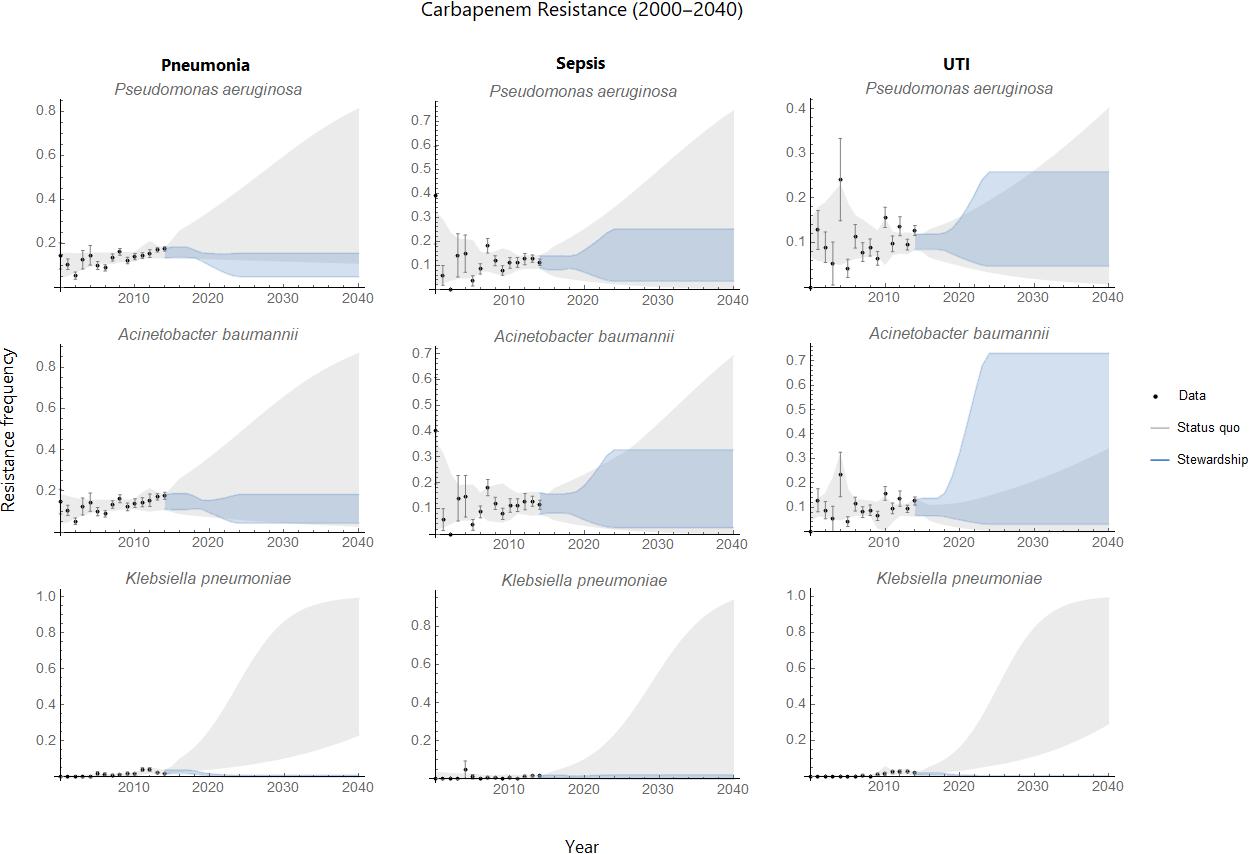 Carbapenem Resistance (2000–2040)
Pneumonia
Sepsis
UTI
Pseudomonas aeruginosa
Pseudomonas aeruginosa
Pseudomonas aeruginosa
0.8
0.6
0.4
0.2
2010 2020 2030 2040
0.7
0.6
0.5
0.4
0.3
0.2
0.1
2010 2020 2030 2040
0.4
0.3
0.2
0.1
2010 2020 2030 2040
Acinetobacter baumannii
Acinetobacter baumannii
Acinetobacter baumannii
0.8
0.6
0.4
0.2
2010 2020 2030 2040
0.7
0.6
0.5
0.4
0.3
0.2
0.1
2010 2020 2030 2040
0.7
0.6
0.5
0.4
0.3
0.2
0.1
2010 2020 2030 2040
Klebsiella pneumoniae
Klebsiella pneumoniae
Klebsiella pneumoniae
1.0
0.8
0.6
0.4
0.2
2010 2020 2030 2040
0.8
0.6
0.4
0.2
2010 2020 2030 2040
1.0
0.8
0.6
0.4
0.2
2010 2020 2030 2040
Resistance frequency
Year
Data
Status quo
Stewardship